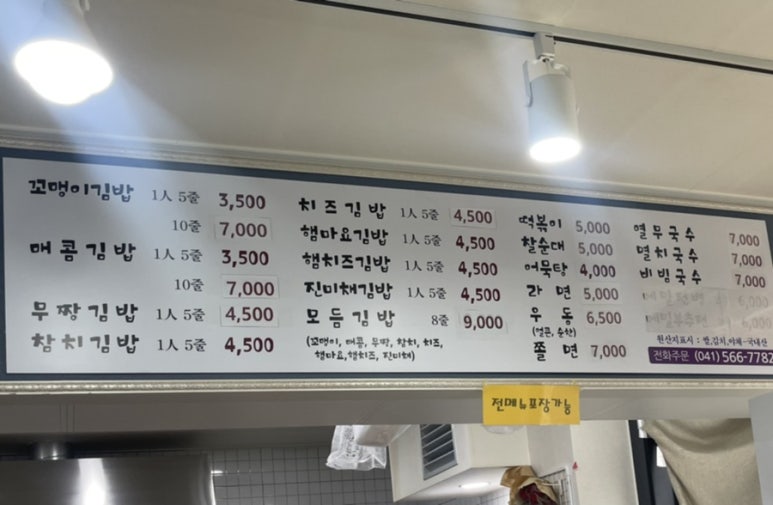 꼬맹이김밥 1人 5줄 3,500
10줄 7,000
매콤김밥 1人 5줄 3,500
10줄 7,000
무짱김밥 1人 5줄 4,500
참치김밥 1人 5줄 4,500
치즈김밥 1人 5줄 4,500
햄마요김밥 1人 5줄 4,500
햄치즈김밥 1人 5줄 4,500
진미채김밥 1人 5줄 4,500
모듬김밥 8줄 9,000
(꼬맹이, 매콤, 무짱, 참치, 치즈,
햄마요,햄치즈, 진미채)
떡볶이 5,000
찰순대 5,000
어묵탕 4,000
라면 5,000
우동 6,500
(얼큰, 순한)
쫄면 7,000
열무국수 7,000
멸치국수 7,000
비빔국수 7,000
6,000
6,000
원산지표시 : 쌀,김치,야채-국내산
전화주문 (041) 566-7782
전메뉴포장가능